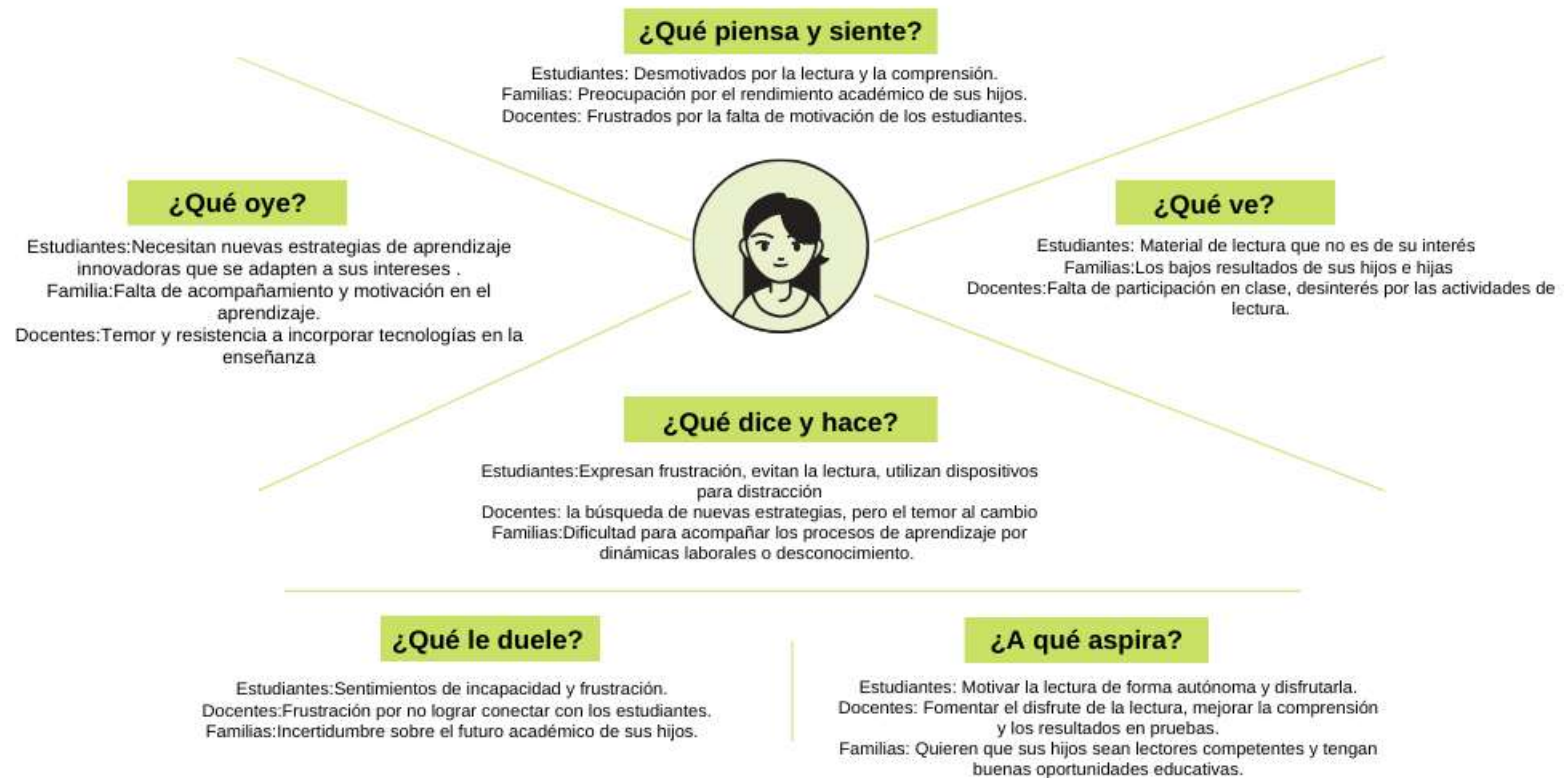 ¿Qué piensa y siente?
Estudiantes: Desmotivados por la lectura y la comprensión.
Familias: Preocupación por el rendimiento académico de sus hijos.
Docentes: Frustrados por la falta de motivación de los estudiantes.
¿Qué oye?
Estudiantes:Necesitan nuevas estrategias de aprendizaje
innovadoras que se adapten a sus intereses .
Familia:Falta de acompañamiento y motivación en el
aprendizaje.
Docentes:Temor y resistencia a incorporar tecnologías en la
enseñanza
¿Qué ve?
Estudiantes: Material de lectura que no es de su interés
Familias:Los bajos resultados de sus hijos e hijas
Docentes:Falta de participación en clase, desinterés por las actividades de
lectura.
¿Qué dice y hace?
Estudiantes:Expresan frustración, evitan la lectura, utilizan dispositivos
para distracción
Docentes: la búsqueda de nuevas estrategias, pero el temor al cambio
Familias:Dificultad para acompañar los procesos de aprendizaje por
dinámicas laborales o desconocimiento.
¿Qué le duele?
Estudiantes:Sentimientos de incapacidad y frustración.
Docentes:Frustración por no lograr conectar con los estudiantes.
Familias:Incertidumbre sobre el futuro académico de sus hijos.
¿A qué aspira?
Estudiantes: Motivar la lectura de forma autónoma y disfrutarla.
Docentes: Fomentar el disfrute de la lectura, mejorar la comprensión
y los resultados en pruebas.
Familias: Quieren que sus hijos sean lectores competentes y tengan
buenas oportunidades educativas.